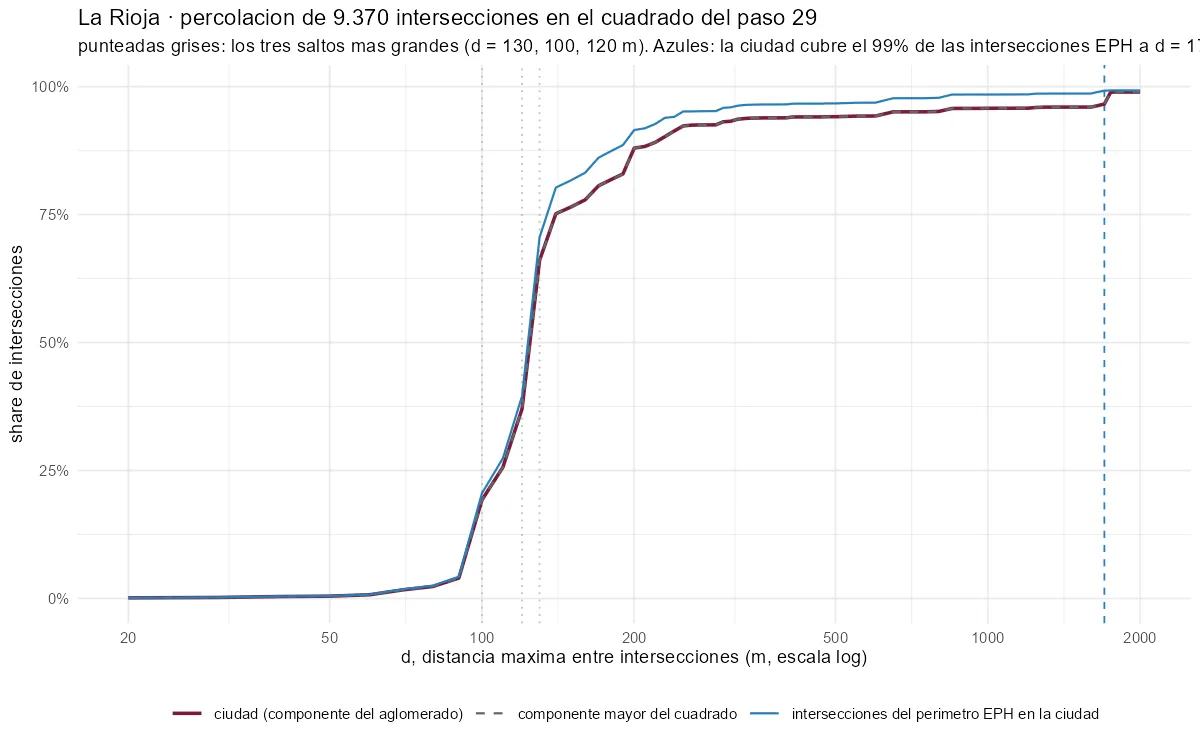 La Rioja · percolacion de 9.370 intersecciones en el cuadrado del paso 29
punteadas grises: los tres saltos mas grandes (d = 130, 100, 120 m). Azules: la ciudad cubre el 99% de las intersecciones EPH a d = 17
100%
75%
50%
25%
0%
share de intersecciones
20 50 100 200 500 1000 2000
d, distancia maxima entre intersecciones (m, escala log)
ciudad (componente del aglomerado) componente mayor del cuadrado intersecciones del perimetro EPH en la ciudad